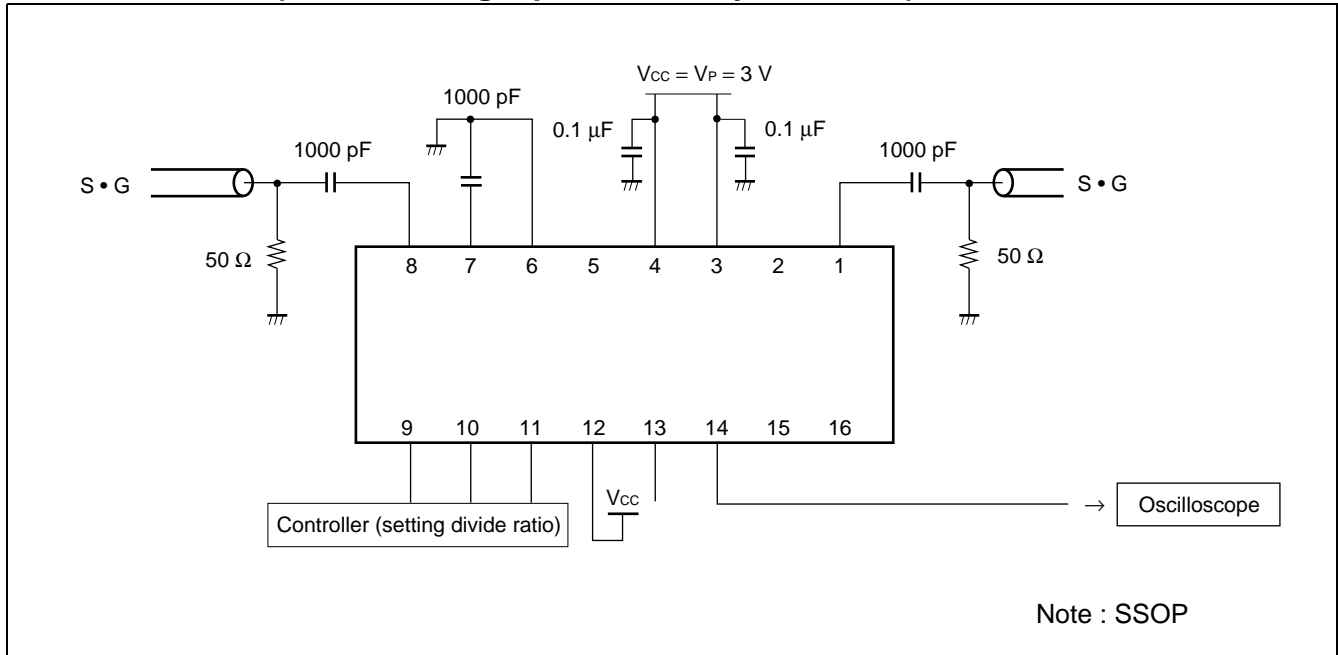 VCC = VP = 3 V
1000 pF
0.1 µF
0.1 µF
1000 pF
1000 pF
S • G
S • G
50 Ω
50 Ω
8 7 6 5 4 3 2 1
9 10 11 12 13 14 15 16
VCC
Controller (setting divide ratio)
→ Oscilloscope
Note : SSOP